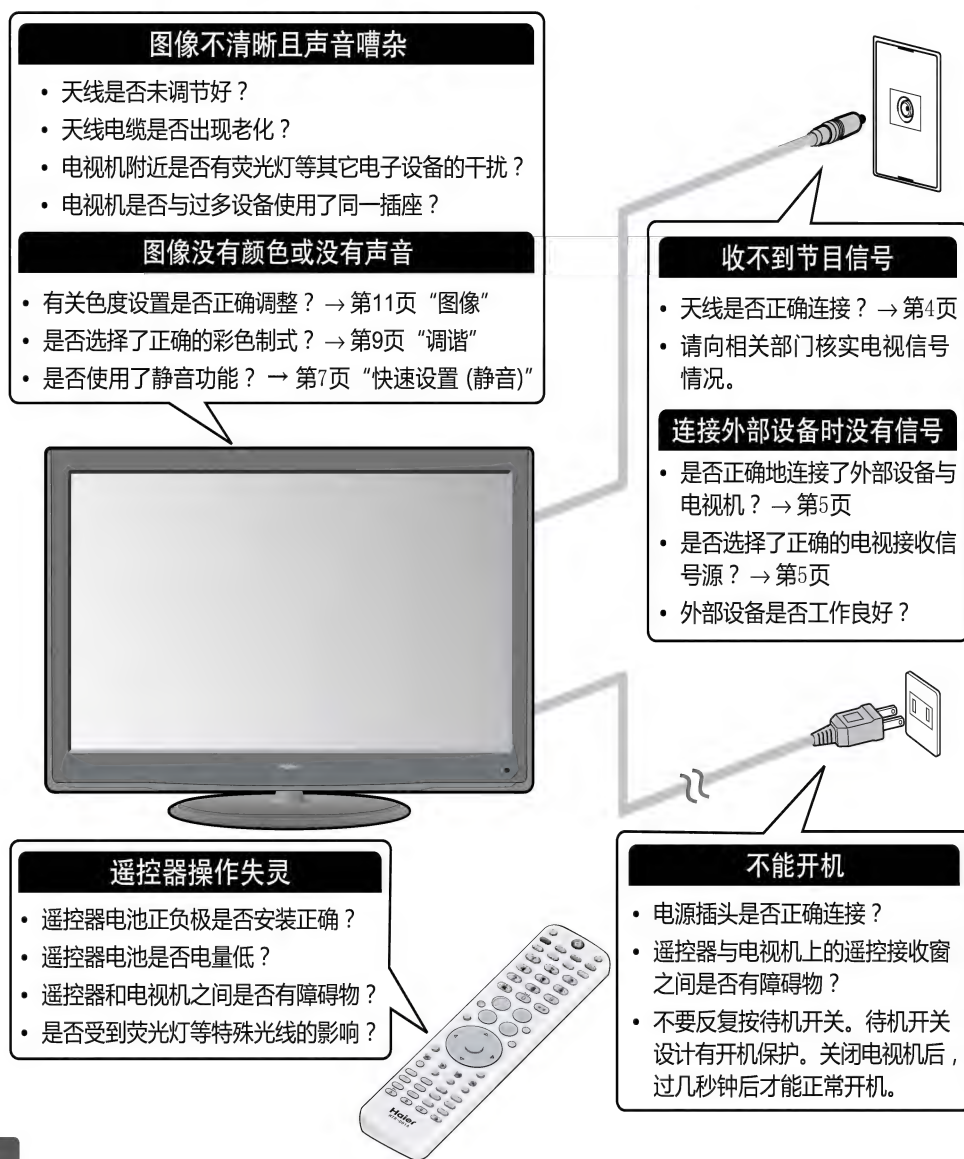 图像不清晰且声音嘈杂
• 天线是否未调节好？
• 天线电缆是否出现老化？
• 电视机附近是否有荧光灯等其它电子设备的干扰？
• 电视机是否与过多设备使用了同一插座？
图像没有颜色或没有声音
• 有关色度设置是否正确调整？→第11页“图像”
• 是否选择了正确的彩色制式？→第9页“调谐”
• 是否使用了静音功能？→ 第7页“快速设置 (静音)”
收不到节目信号
• 天线是否正确连接？→第4页
• 请向相关部门核实电视信号
情况。
连接外部设备时没有信号
• 是否正确地连接了外部设备与
电视机？→第5页
• 是否选择了正确的电视接收信
号源？→第5页
• 外部设备是否工作良好？
遥控器操作失灵
• 遥控器电池正负极是否安装正确？
• 遥控器电池是否电量低？
• 遥控器和电视机之间是否有障碍物？
• 是否受到荧光灯等特殊光线的影响？
不能开机
• 电源插头是否正确连接？
• 遥控器与电视机上的遥控接收窗
之间是否有障碍物？
• 不要反复按待机开关。待机开关
设计有开机保护。关闭电视机后，
过几秒钟后才能正常开机。
Haier